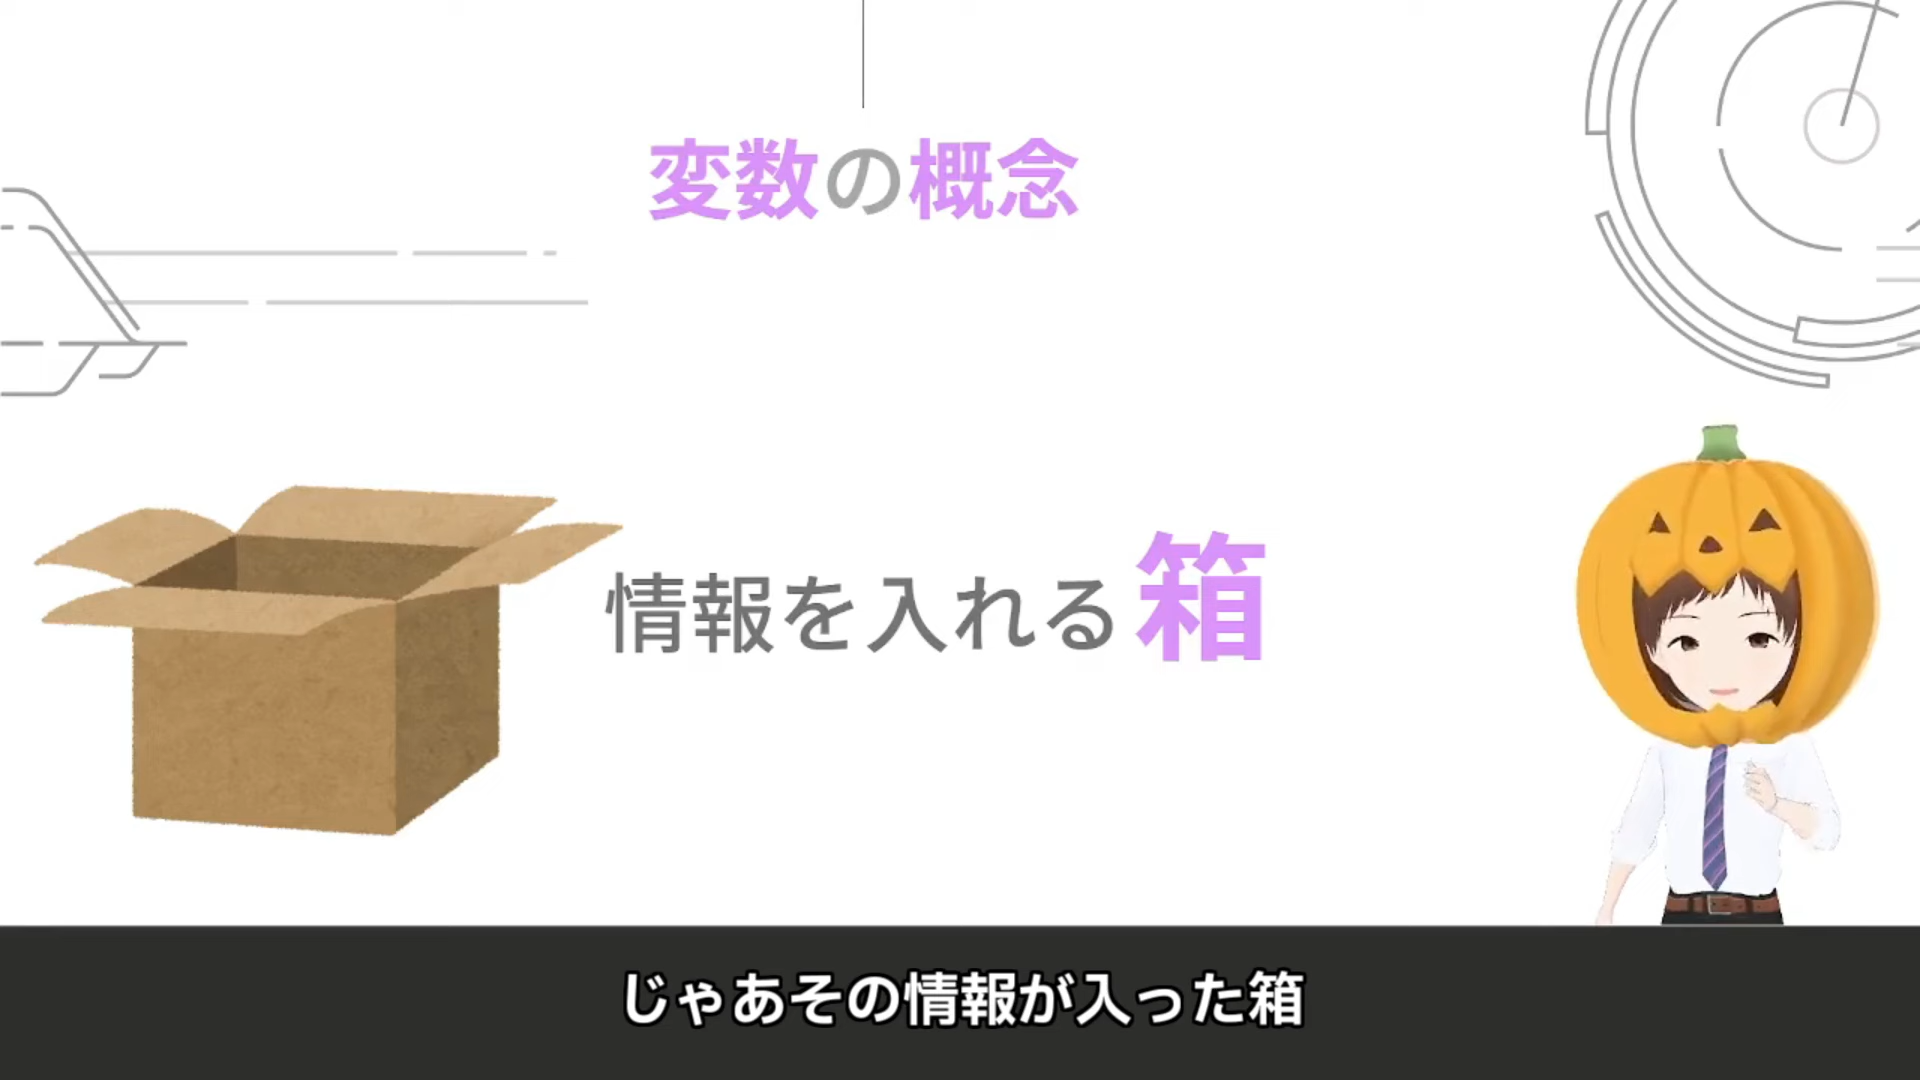 変数の概念
情報を入れる箱
じゃあその情報が入った箱